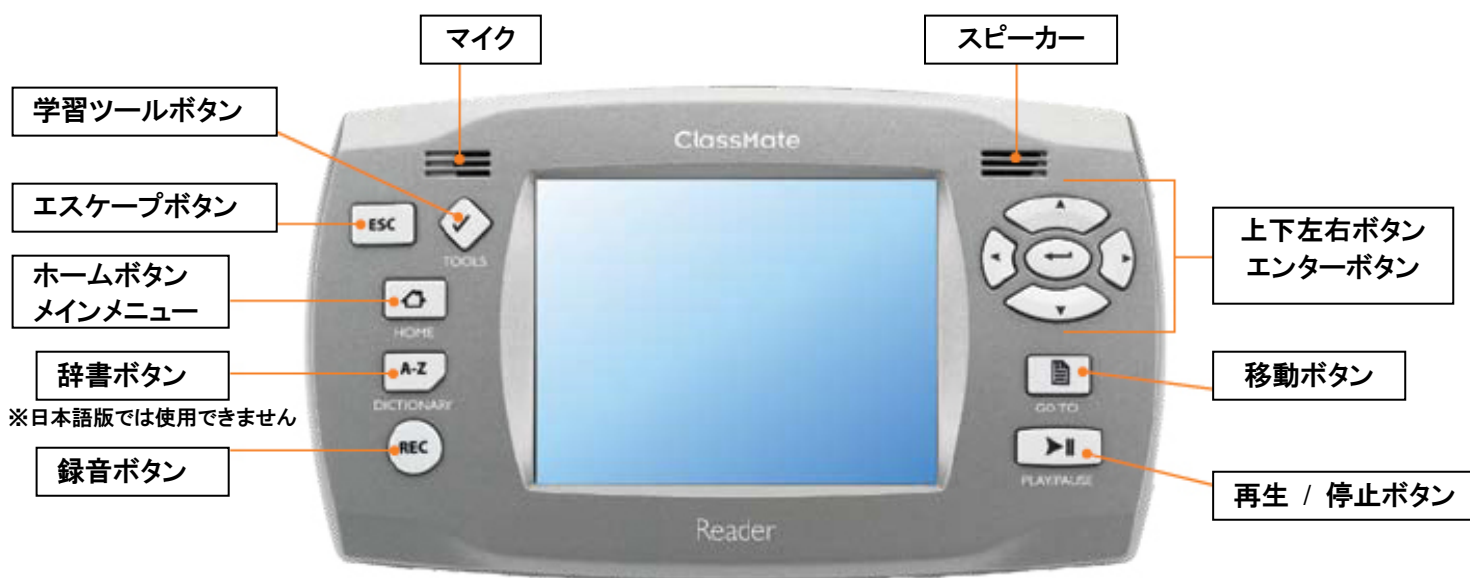 マイク
スピーカー
学習ツールボタン
ClassMate
エスケープボタン
ESC
TOOLS
上下左右ボタン
エンターボタン
ホームボタン
メインメニュー
HOME
辞書ボタン
A-Z
DICTIONARY
※日本語版では使用できません
移動ボタン
GO TO
録音ボタン
REC
PLAY/PAUSE
再生 / 停止ボタン
Reader